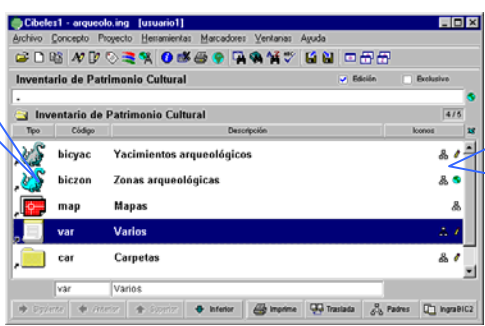 Cibeles1 - arqueolo.ing [usuario1]
Archivo Concepto Proyecto Herramientas Marcadores Ventanas Ayuda
Inventario de Patrimonio Cultural Edición Exclusivo
.
Inventario de Patrimonio Cultural 4/5
Tipo Código Descripción Iconos
bicyac Yacimientos arqueológicos
biczon Zonas arqueológicas
map Mapas
var Varios
car Carpetas
var Varios
Siguiente Anterior Superior Inferior Imprime Traslada Padres IngraBIC2